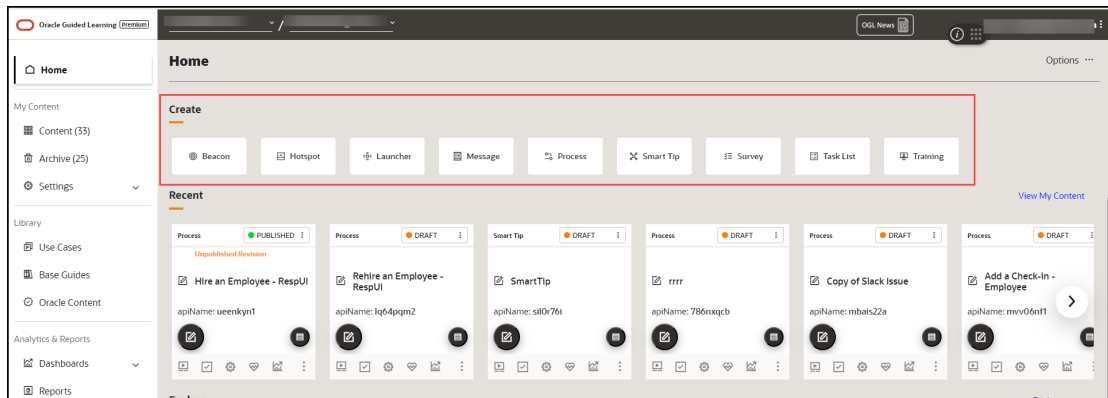 Oracle Guided Learning Premium
/
OGL News
Home
Home
Options ...
My Content
Content (33)
Archive (25)
Settings
Create
Beacon
Hotspot
Launcher
Message
Process
Smart Tip
Survey
Task List
Training
Recent
View My Content
Library
Use Cases
Base Guides
Oracle Content
Process
PUBLISHED
Unpublished Revision
Hire an Employee - RespUI
apiName: ueenkyn1
Process
DRAFT
Rehire an Employee -
RespUI
apiName: lq64pqm2
Smart Tip
DRAFT
SmartTip
apiName: sil0r76i
Process
DRAFT
rrrr
apiName: 786nxqcb
Process
DRAFT
Copy of Slack Issue
apiName: mbais22a
Process
DRAFT
Add a Check-in -
Employee
apiName: mvv06nf1
Analytics & Reports
Dashboards
Reports